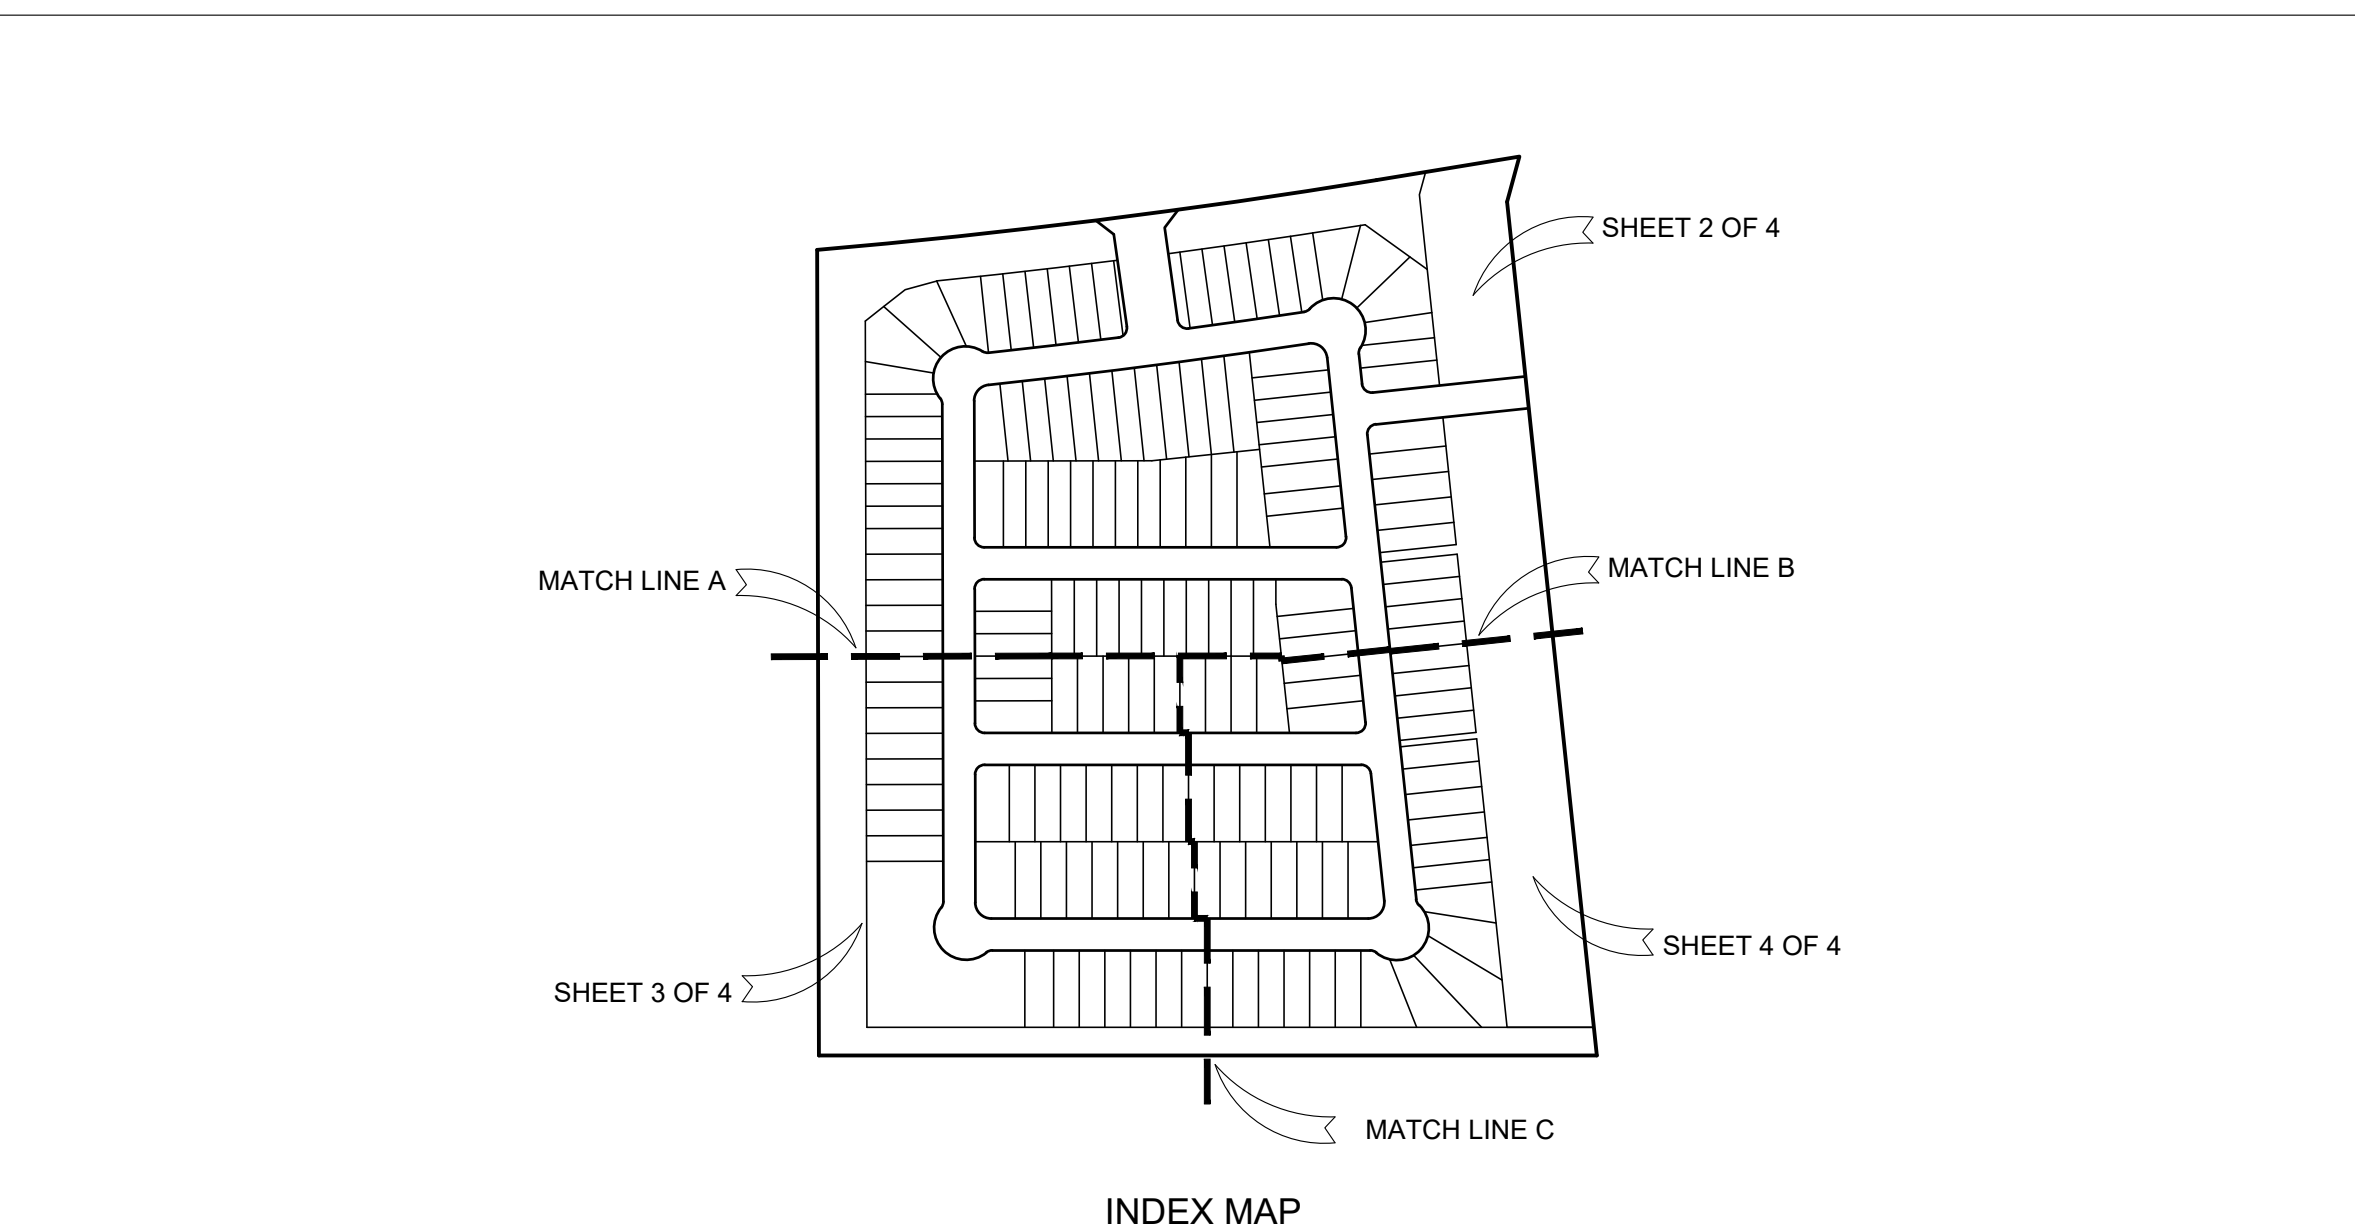 SHEET 2 OF 4
MATCH LINE A
MATCH LINE B
SHEET 4 OF 4
SHEET 3 OF 4
MATCH LINE C
INDEX MAP